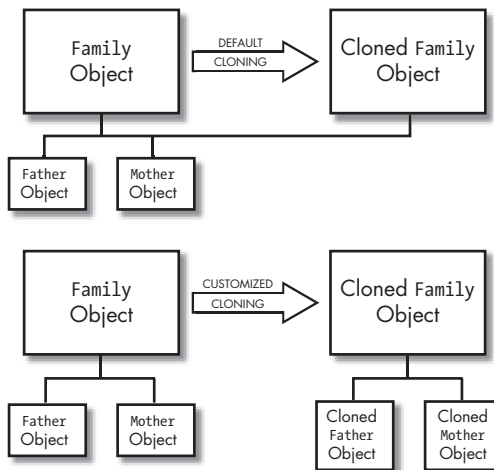 Family
Object
DEFAULT
CLONING
Cloned Family
Object
Father
Object
Mother
Object
Family
Object
CUSTOMIZED
CLONING
Cloned Family
Object
Father
Object
Mother
Object
Cloned
Father
Object
Cloned
Mother
Object